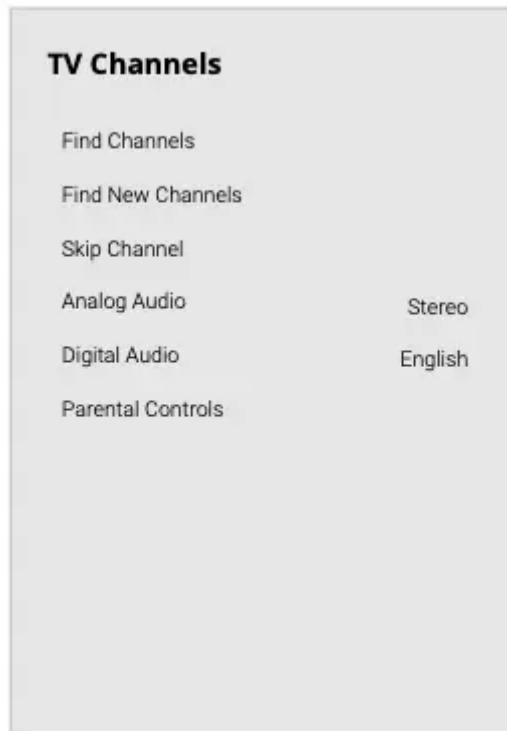 TV Channels
Find Channels
Find New Channels
Skip Channel
Analog Audio Stereo
Digital Audio English
Parental Controls